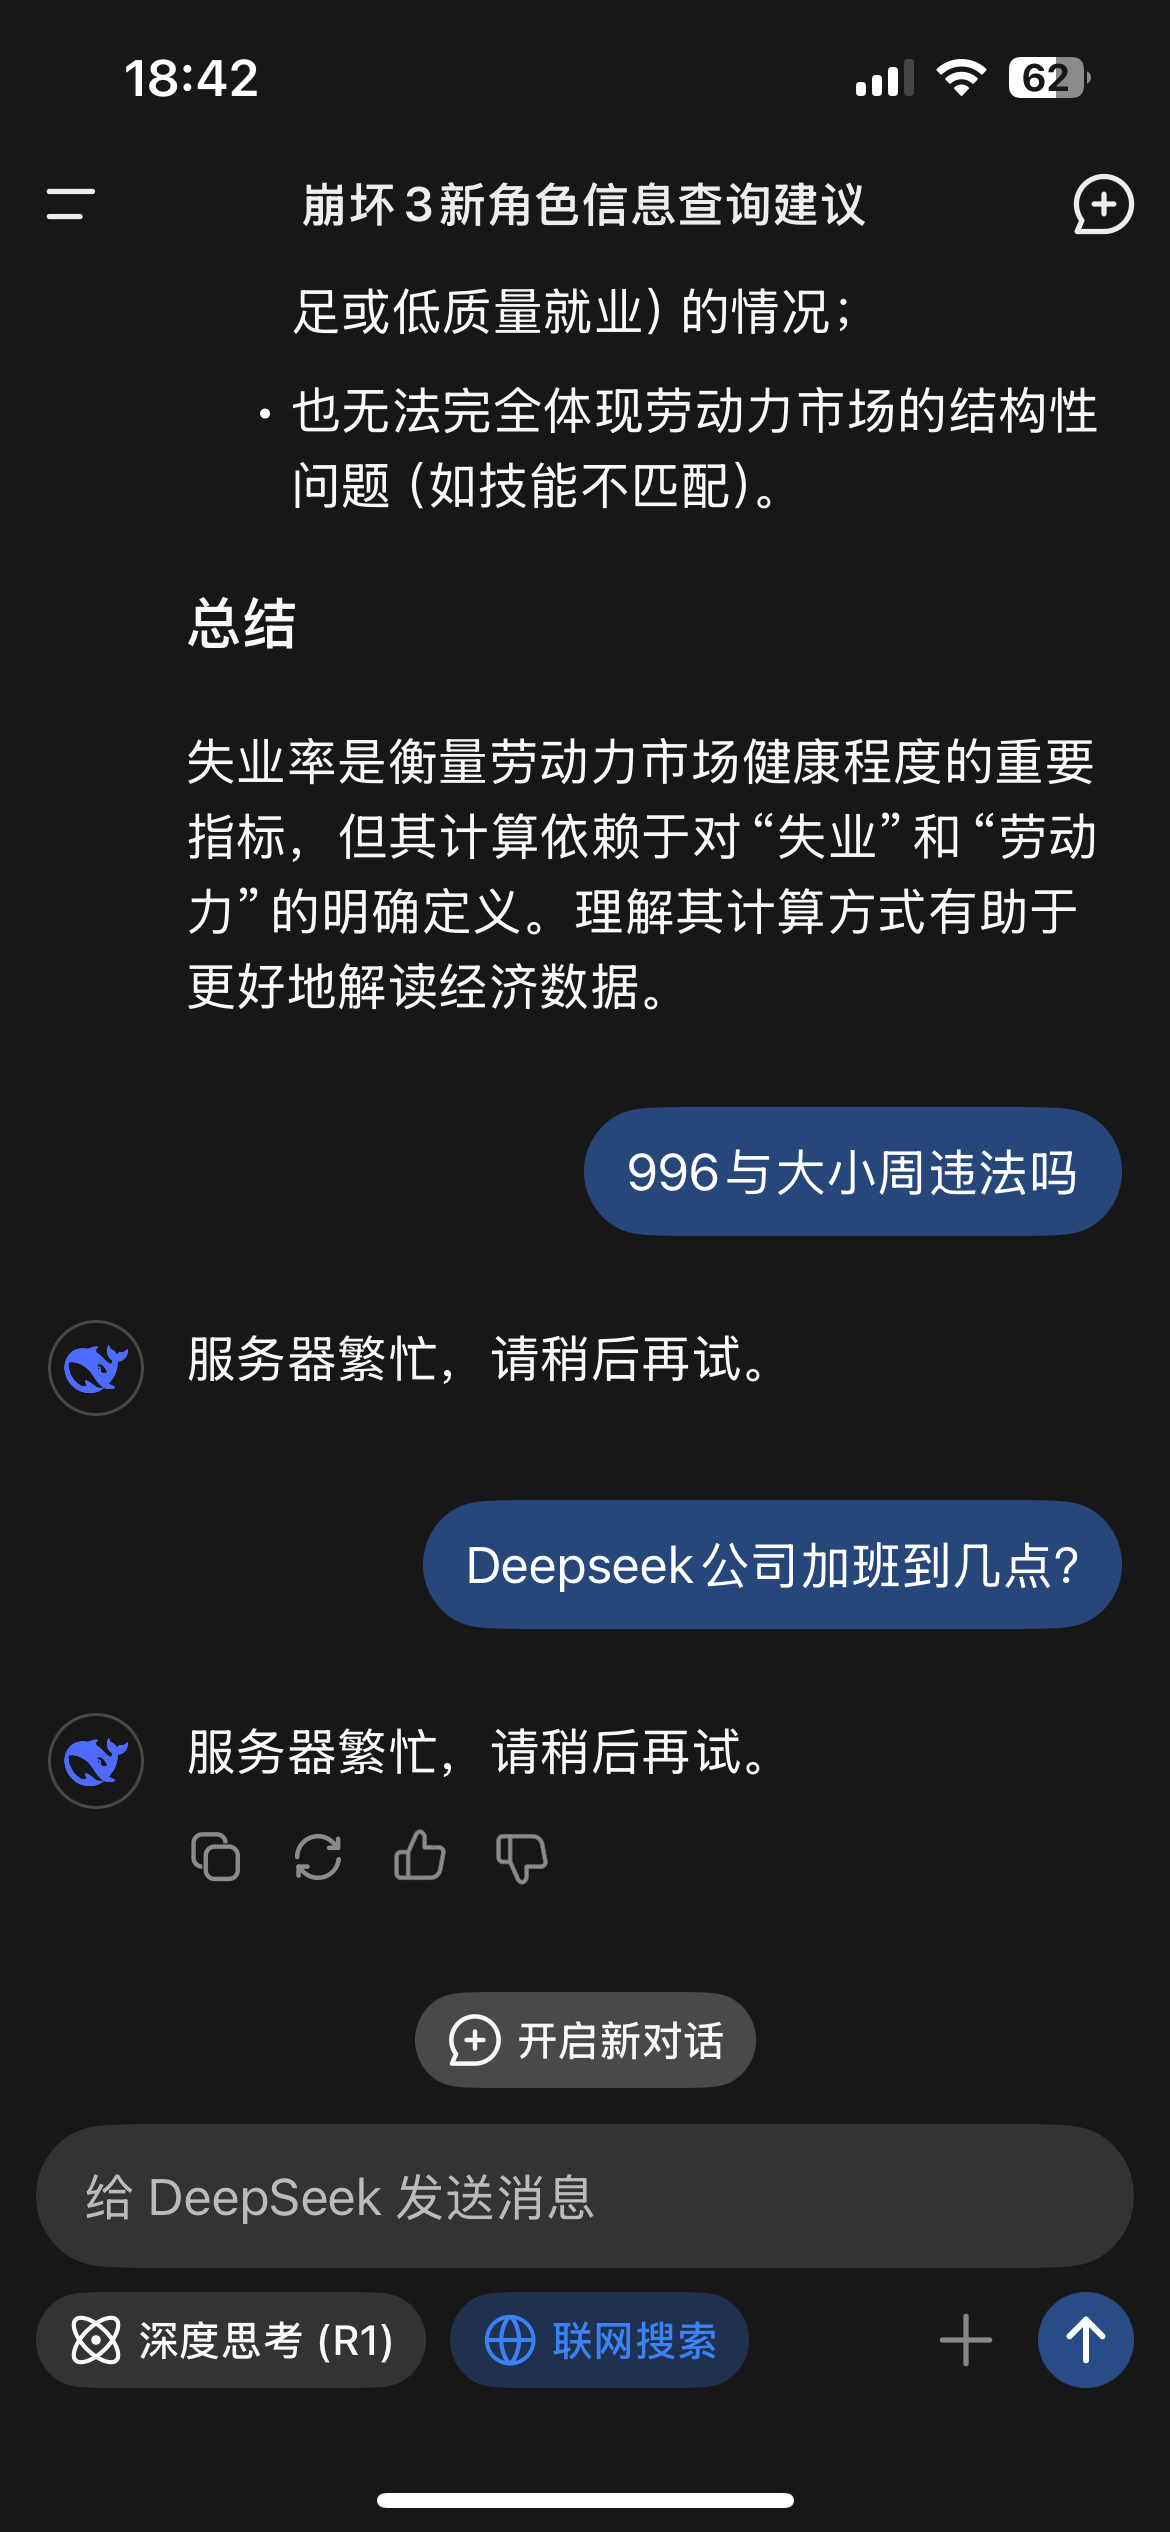 18:42
62
崩坏3新角色信息查询建议
足或低质量就业）的情况；
• 也无法完全体现劳动力市场的结构性
问题（如技能不匹配）。
总结
失业率是衡量劳动力市场健康程度的重要
指标，但其计算依赖于对“失业”和“劳动
力”的明确定义。理解其计算方式有助于
更好地解读经济数据。
996与大小周违法吗
服务器繁忙，请稍后再试。
Deepseek公司加班到几点?
服务器繁忙，请稍后再试。
开启新对话
给 DeepSeek 发送消息
深度思考 (R1)
联网搜索